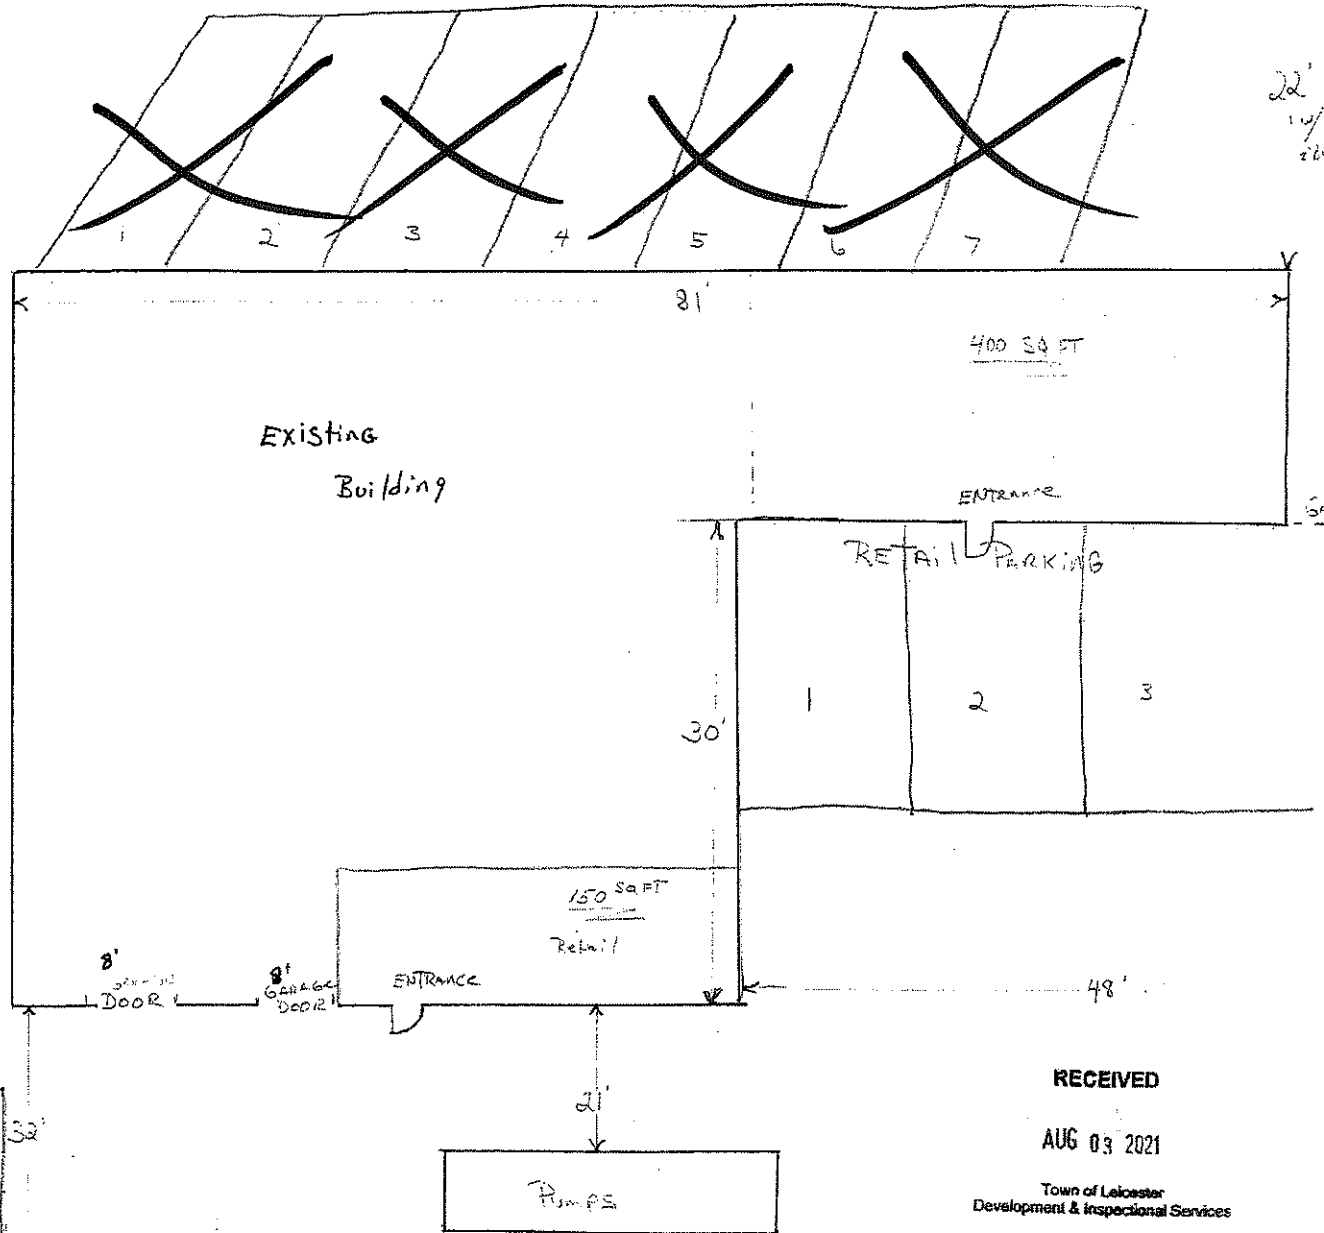 22'
1 2 3 4 5 6 7
81'
400 SQ FT
Existing
Building
ENTRANCE
RETAIL PARKING
30'
1 2 3
150 SQ FT
Retail
8'
DOOR
8'
GARAGE
DOOR
ENTRANCE
48'
32'
21'
Pumps
RECEIVED
AUG 03 2021
Town of Leicester
Development & Inspectional Services